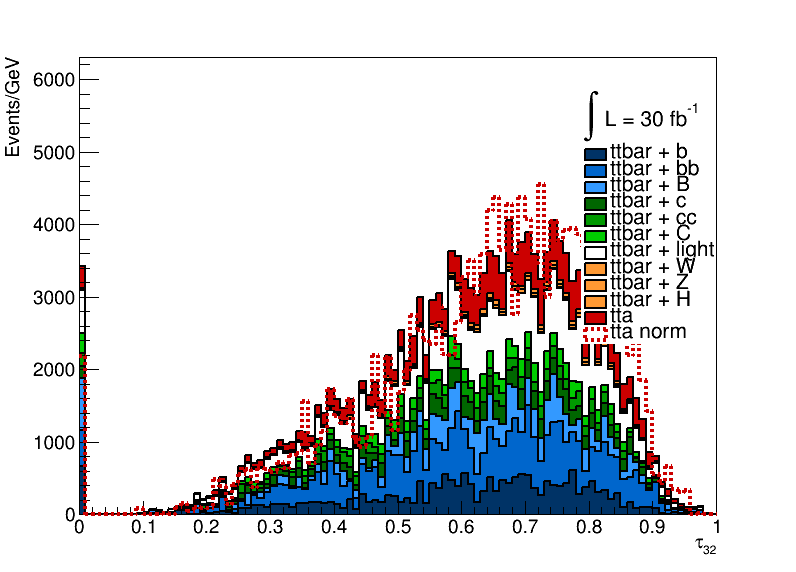 Events/GeV
6000
5000
4000
3000
2000
1000
0
∫ L = 30 fb-1
ttbar + b
ttbar + bb
ttbar + B
ttbar + c
ttbar + cc
ttbar + C
ttbar + light
ttbar + W
ttbar + Z
ttbar + H
tta
tta norm
0 0.1 0.2 0.3 0.4 0.5 0.6 0.7 0.8 0.9 1
τ32